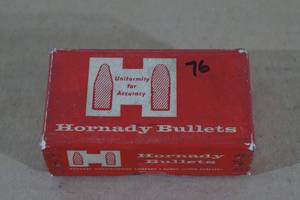 76
Uniformity
for
Accuracy
Hornady Bullets
Hornady
Bullets